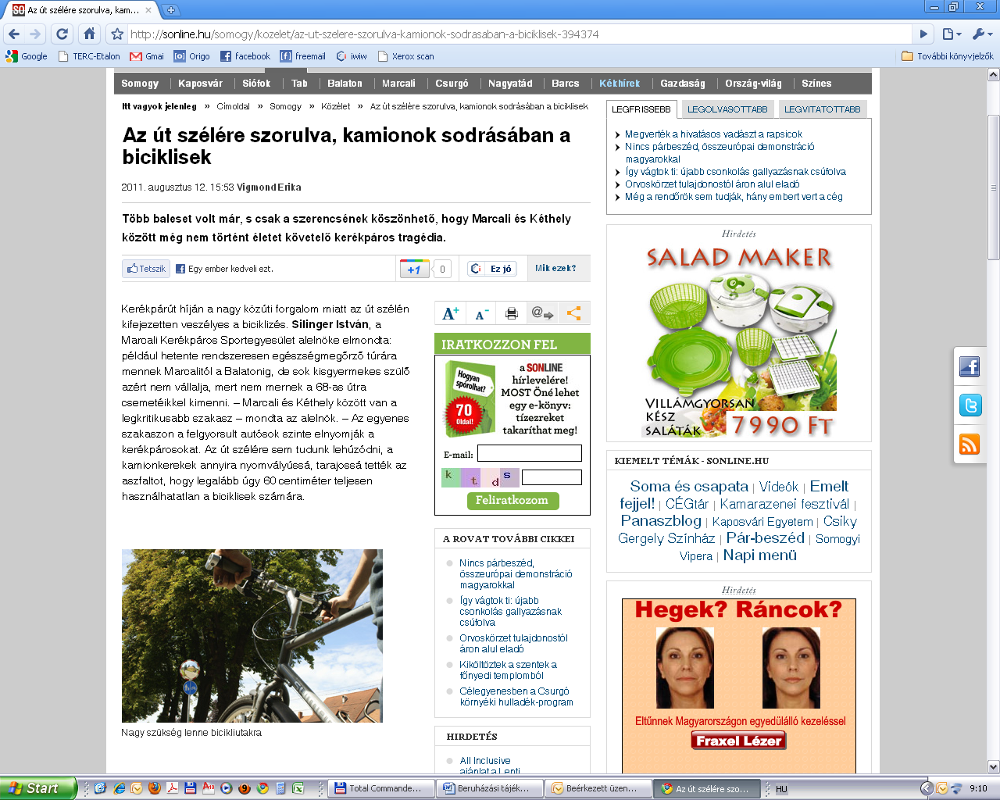 Az út szélére szorulva, kam...
http://sonline.hu/somogy/kozelet/az-ut-szelere-szorulva-kamionok-sodrasaban-a-biciklisek-394374
Google TERC-Etalon Gmai Origo facebook freemail iwiw Xerox scan További könyvjelzők
Somogy | Kaposvár | Siófok | Tab | Balaton | Marcali | Csurgó | Nagyatád | Barcs | Kékhírek | Gazdaság | Ország-világ | Színes
Itt vagyok jelenleg » Címoldal » Somogy » Közélet » Az út szélére szorulva, kamionok sodrásában a biciklisek
Az út szélére szorulva, kamionok sodrásában a
biciklisek
2011. augusztus 12. 15:53 Vigmond Erika
Több baleset volt már, s csak a szerencsének köszönhető, hogy Marcali és Kéthely
között még nem történt életet követelő kerékpáros tragédia.
Tetszik Egy ember kedveli ezt. +1 0 Ez jó Mik ezek?
Kerékpárút híján a nagy közúti forgalom miatt az út szélén
kifejezetten veszélyes a biciklizés. Silinger István, a
Marcali Kerékpáros Sportegyesület alelnöke elmondta:
például hetente rendszeresen egészségmegőrző túrára
mennek Marcalitól a Balatonig, de sok kisgyermekes szülő
azért nem vállalja, mert nem mernek a 68-as útra
csemetéikkel kimenni. – Marcali és Kéthely között van a
legkritikusabb szakasz – mondta az alelnök. – Az egyenes
szakaszon a felgyorsult autósok szinte elnyomják a
kerékpárosokat. Az út szélére sem tudunk lehúzódni, a
kamionkerekek annyira nyomvályússá, tarajossá tették az
aszfaltot, hogy legalább úgy 60 centiméter teljesen
használhatatlan a biciklisek számára.
Nagy szükség lenne bicikliutakra
A+ A- @
IRATKOZZON FEL
Hogyan
spórolhat?
70
Oldal!
a SONLINE
hírlevelére!
MOST Öné lehet
egy e-könyv:
tízezreket
takaríthat meg!
E-mail:
k t d s
Feliratkozom
A ROVAT TOVÁBBI CIKKEI
Nincs párbeszéd,
összeurópai demonstráció
magyarokkal
Így vágtok ti: újabb
csonkolás gallyazásnak
csúfolva
Orvoskörzet tulajdonostól
áron alul eladó
Kiköltöztek a szentek a
főnyedi templomból
Célegyenesben a Csurgó
környéki hulladék-program
HIRDETÉS
All Inclusive
ajánlat a Lenti
LEGFRISSEBB LEGOLVASOTTABB LEGVITATOTTABB
Megverték a hivatásos vadászt a rapsicok
Nincs párbeszéd, összeurópai demonstráció
magyarokkal
Így vágtok ti: újabb csonkolás gallyazásnak csúfolva
Orvoskörzet tulajdonostól áron alul eladó
Még a rendőrök sem tudják, hány embert vert a cég
Hirdetés
SALAD MAKER
VILLÁMGYORSAN
KÉSZ
SALÁTÁK
7990 FT
KIEMELT TÉMÁK - SONLINE.HU
Soma és csapata | Videók | Emelt
fejjel! | CÉGtár | Kamarazenei fesztivál |
Panaszblog | Kaposvári Egyetem | Csiky
Gergely Színház | Pár-beszéd | Somogyi
Vipera | Napi menü
Hirdetés
Hegek? Ráncok?
Eltűnnek Magyarországon egyedülálló kezeléssel
Fraxel Lézer
Start Total Commande... Beruházási tájék... Beérkezett üzen... Az út szélére szo... HU 9:10